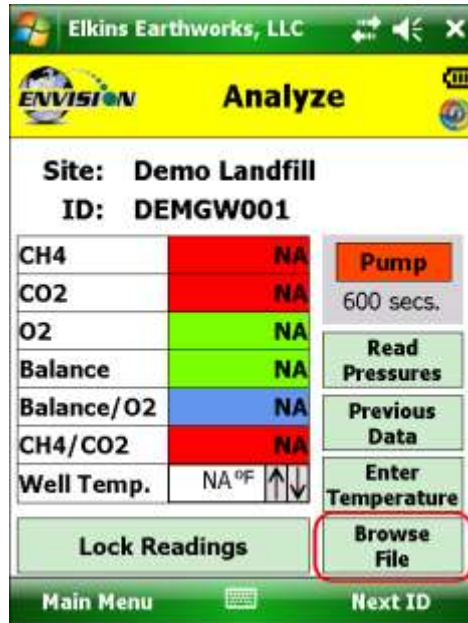 Elkins Earthworks, LLC
ENVISION
Analyze
Site: Demo Landfill
ID: DEMGW001
CH4 NA
CO2 NA
O2 NA
Balance NA
Balance/O2 NA
CH4/CO2 NA
Well Temp. NA °F
Pump
600 secs.
Read
Pressures
Previous
Data
Enter
Temperature
Browse
File
Lock Readings
Main Menu
Next ID